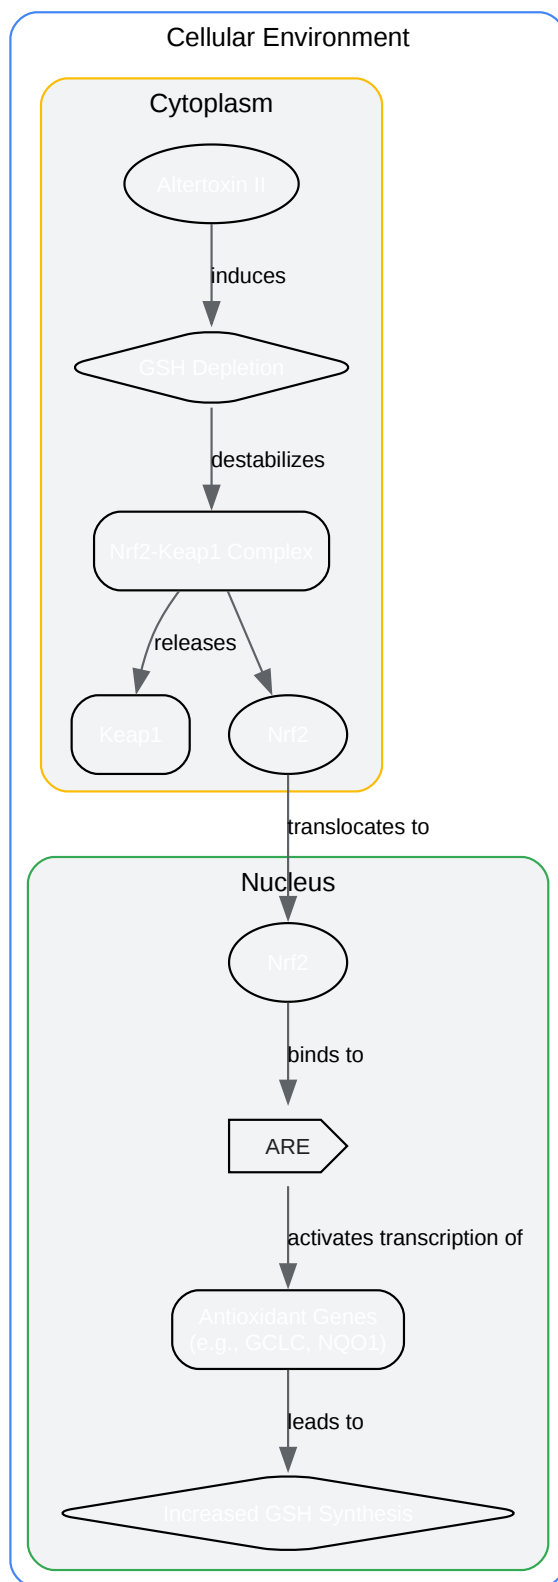 Cellular Environment
Cytoplasm
Altertoxin II
induces
GSH Depletion
destabilizes
Nrf2-Keap1 Complex
releases
Keap1
Nrf2
translocates to
Nucleus
Nrf2
binds to
ARE
activates transcription of
Antioxidant Genes
(e.g., GCLC, NQO1)
leads to
Increased GSH Synthesis